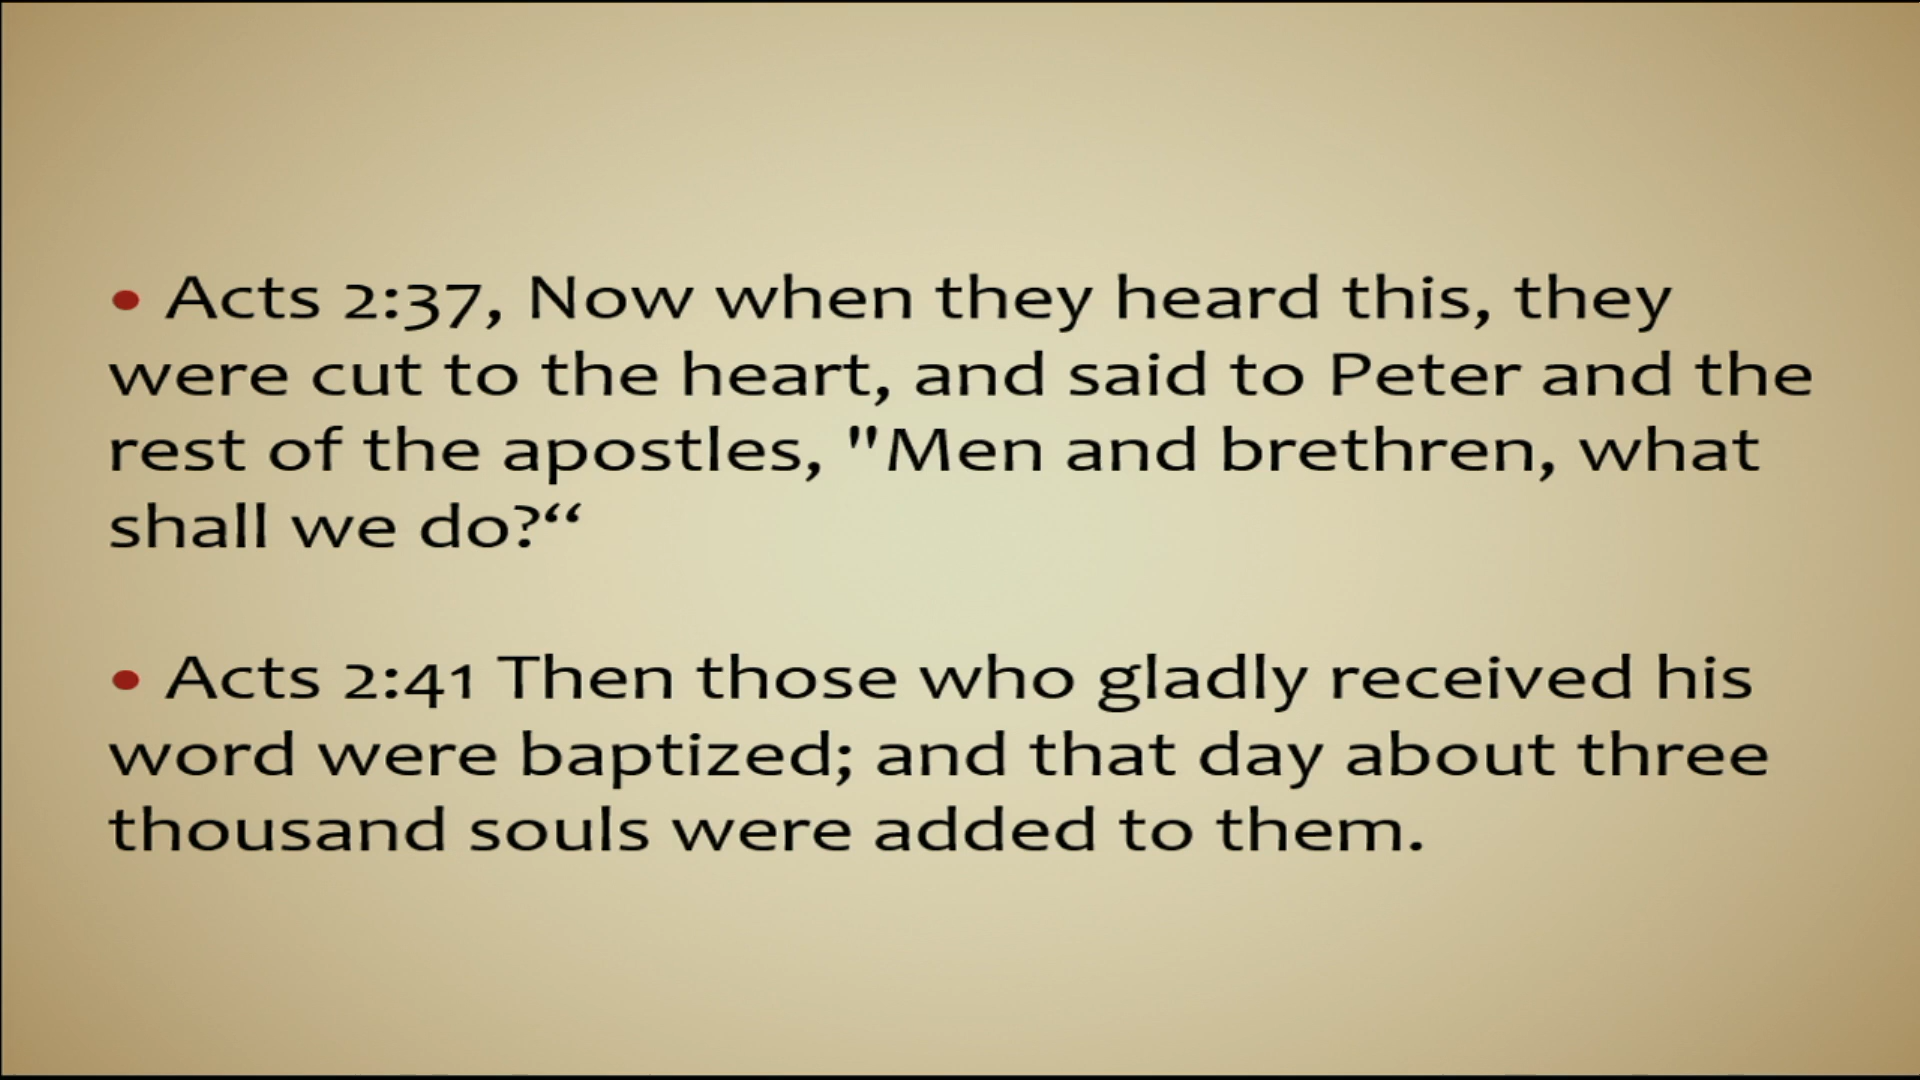 • Acts 2:37, Now when they heard this, they
were cut to the heart, and said to Peter and the
rest of the apostles, "Men and brethren, what
shall we do?“
• Acts 2:41 Then those who gladly received his
word were baptized; and that day about three
thousand souls were added to them.